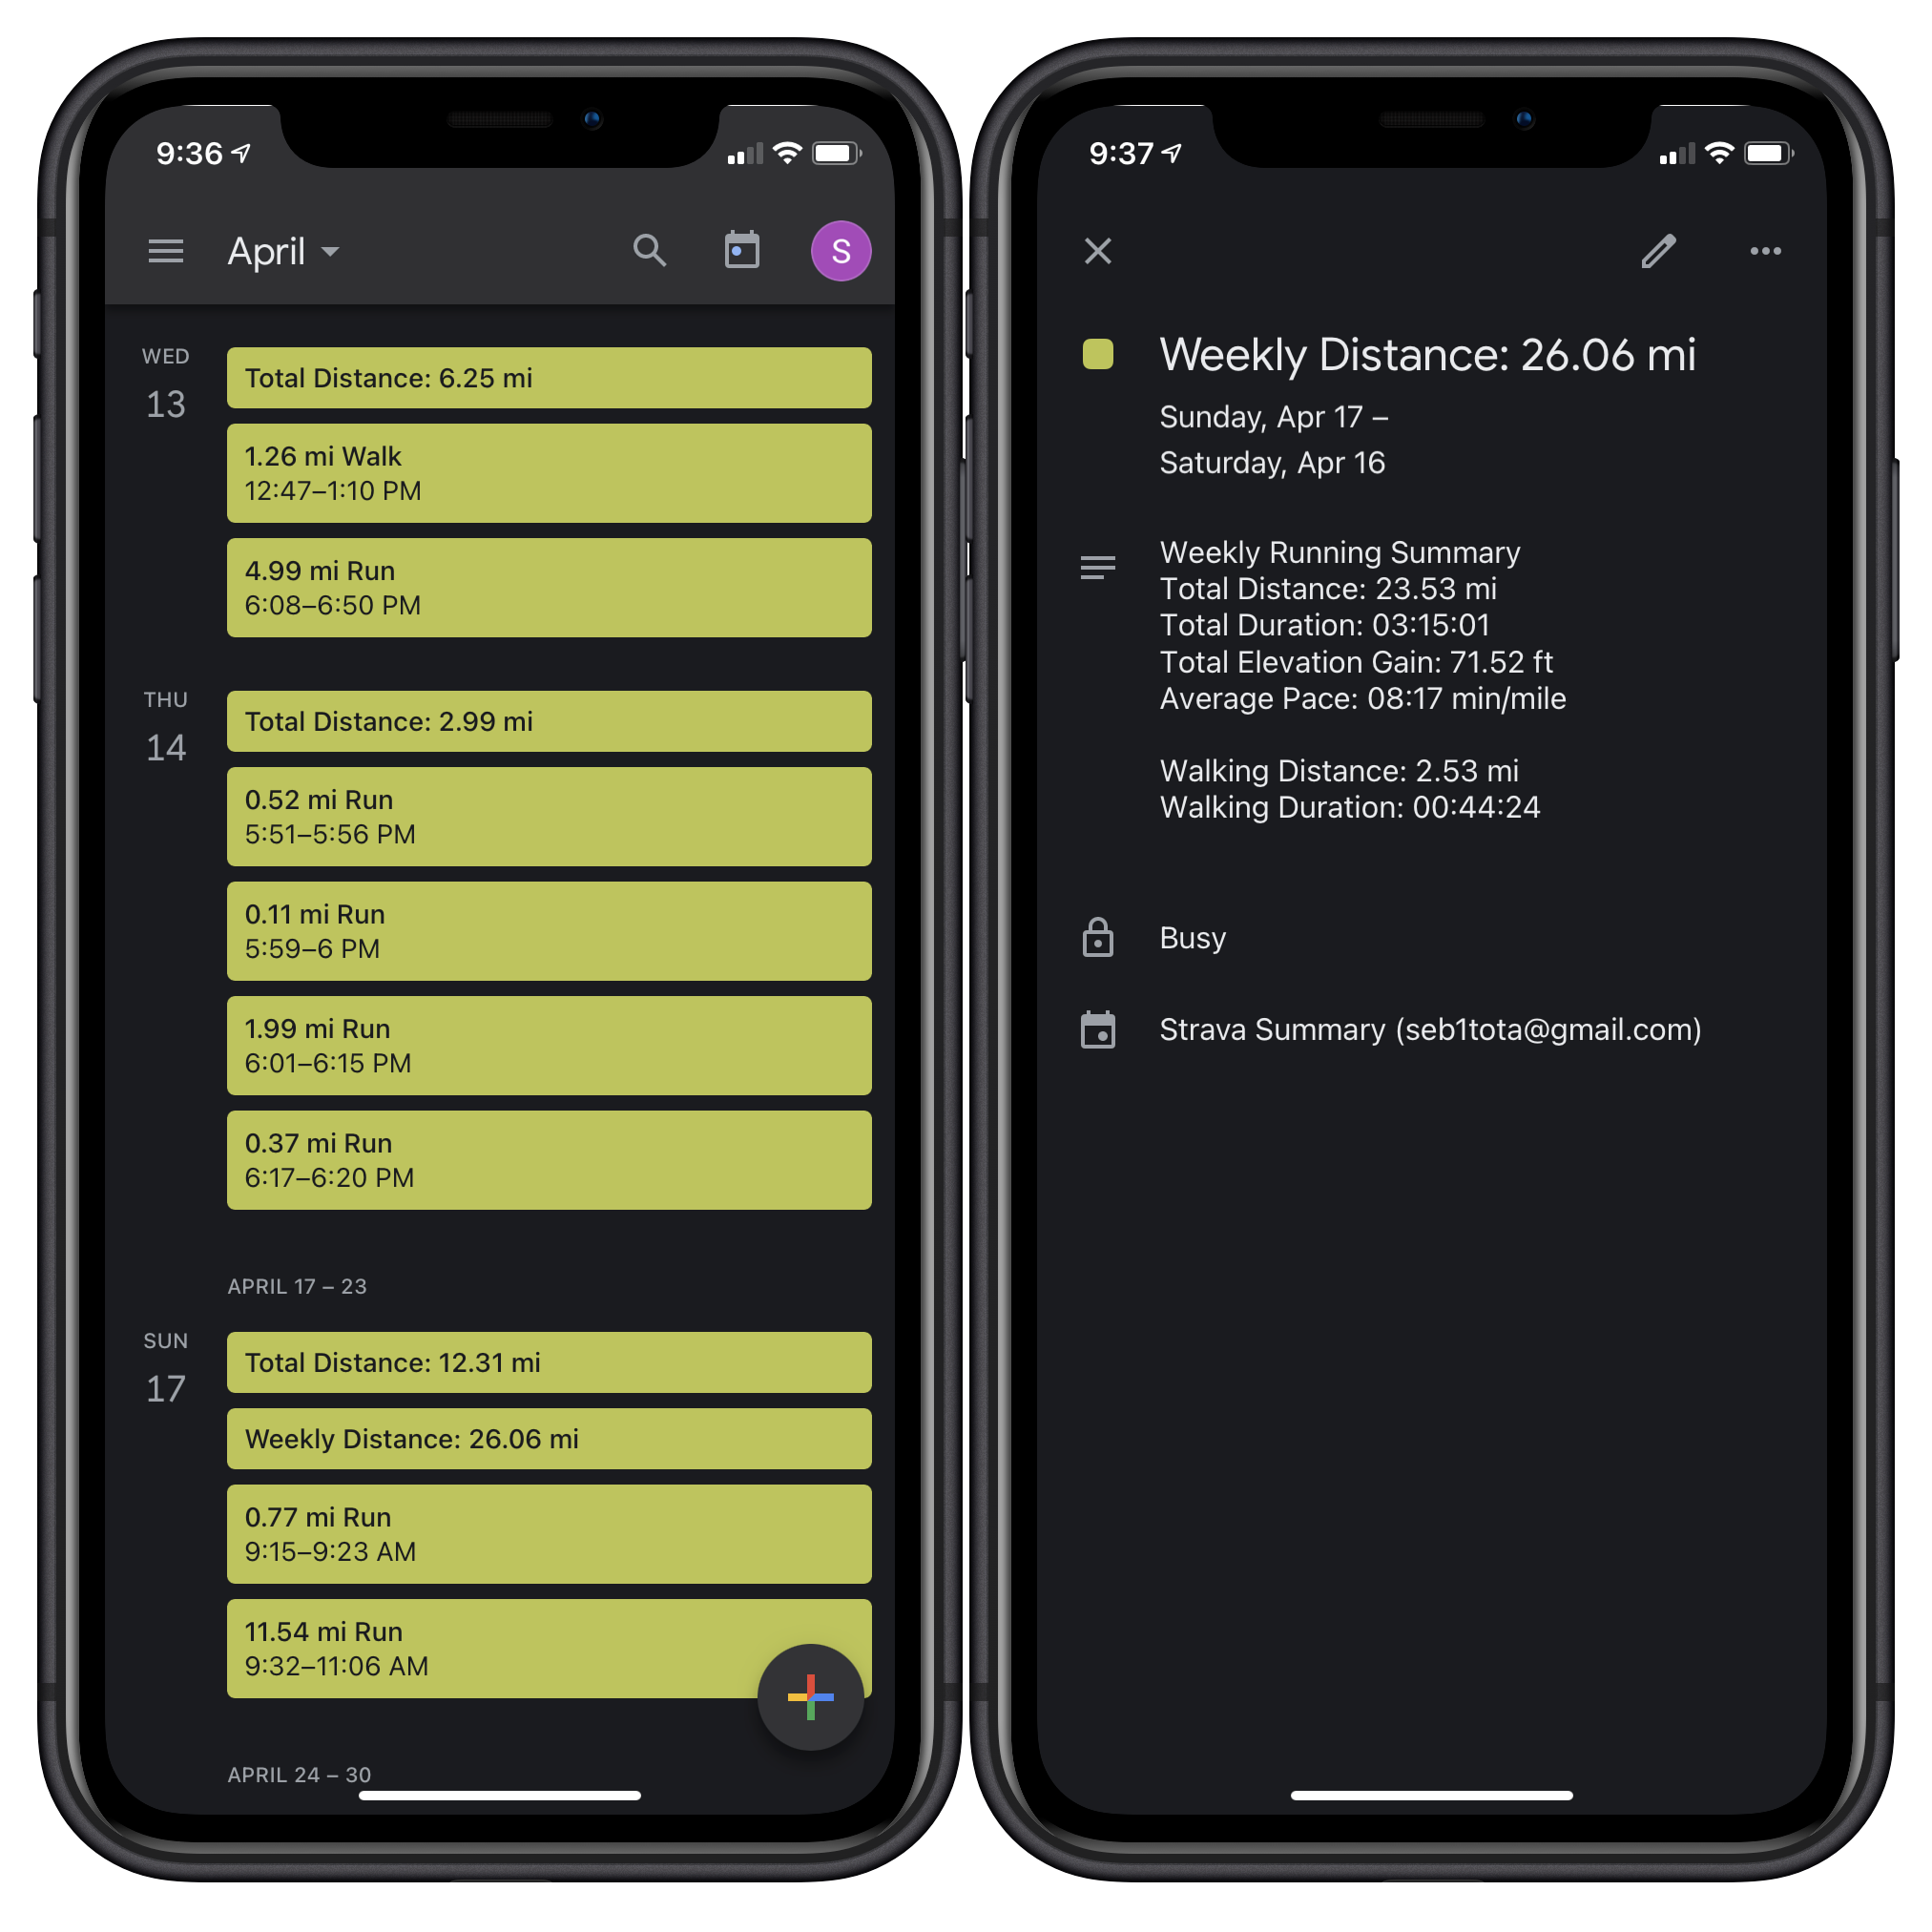 9:36
April
S
WED
13
Total Distance: 6.25 mi
1.26 mi Walk
12:47–1:10 PM
4.99 mi Run
6:08–6:50 PM
THU
14
Total Distance: 2.99 mi
0.52 mi Run
5:51–5:56 PM
0.11 mi Run
5:59–6 PM
1.99 mi Run
6:01–6:15 PM
0.37 mi Run
6:17–6:20 PM
APRIL 17 – 23
SUN
17
Total Distance: 12.31 mi
Weekly Distance: 26.06 mi
0.77 mi Run
9:15–9:23 AM
11.54 mi Run
9:32–11:06 AM
APRIL 24 – 30
9:37
Weekly Distance: 26.06 mi
Sunday, Apr 17 –
Saturday, Apr 16
Weekly Running Summary
Total Distance: 23.53 mi
Total Duration: 03:15:01
Total Elevation Gain: 71.52 ft
Average Pace: 08:17 min/mile
Walking Distance: 2.53 mi
Walking Duration: 00:44:24
Busy
Strava Summary (seb1tota@gmail.com)